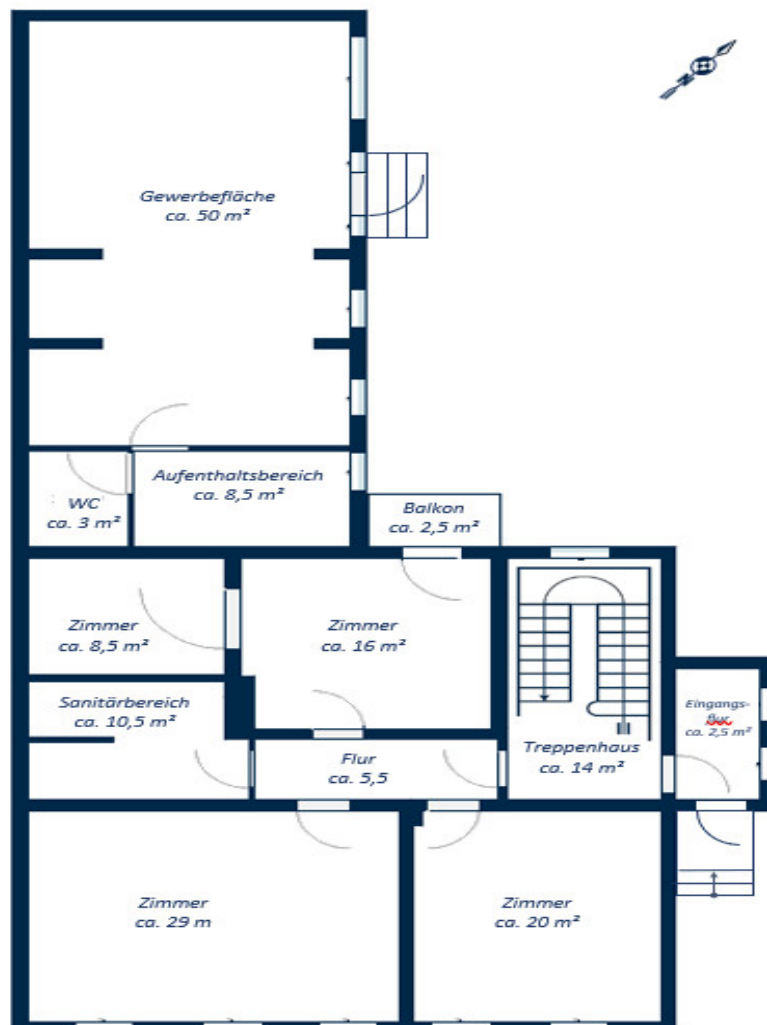 Gewerbefläche
ca. 50 m²
Aufenthaltsbereich
ca. 8,5 m²
WC
ca. 3 m²
Balkon
ca. 2,5 m²
Zimmer
ca. 8,5 m²
Zimmer
ca. 16 m²
Sanitärbereich
ca. 10,5 m²
Eingangs-
flur
ca. 2,5 m²
Flur
ca. 5,5
Treppenhaus
ca. 14 m²
Zimmer
ca. 29 m
Zimmer
ca. 20 m²